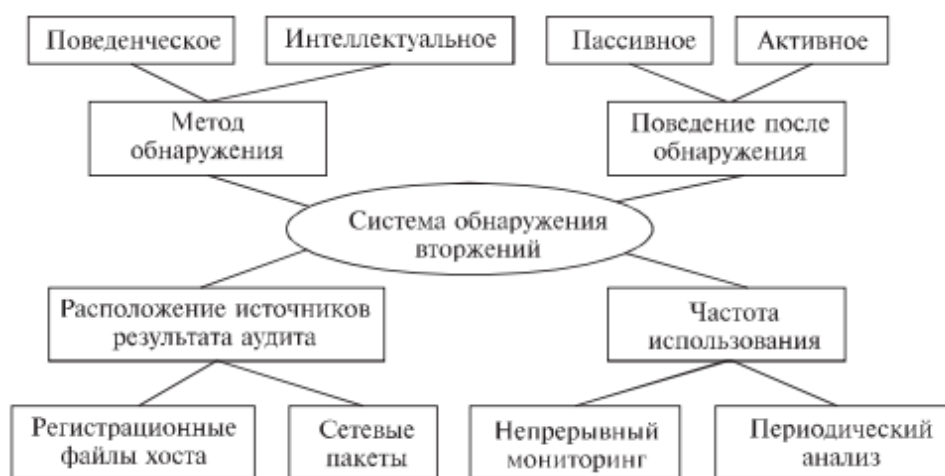 Поведенческое
Интеллектуальное
Пассивное
Активное
Метод
обнаружения
Поведение после
обнаружения
Система обнаружения
вторжений
Расположение источников
результата аудита
Частота
использования
Регистрационные
файлы хоста
Сетевые
пакеты
Непрерывный
мониторинг
Периодический
анализ